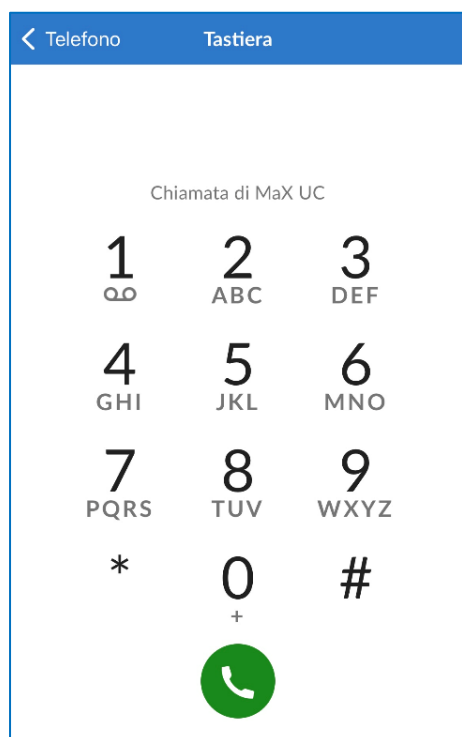 Telefono Tastiera
Chiamata di MaX UC
1 2 3
ABC DEF
4 5 6
GHI JKL MNO
7 8 9
PQRS TUV WXYZ
* 0 #
+